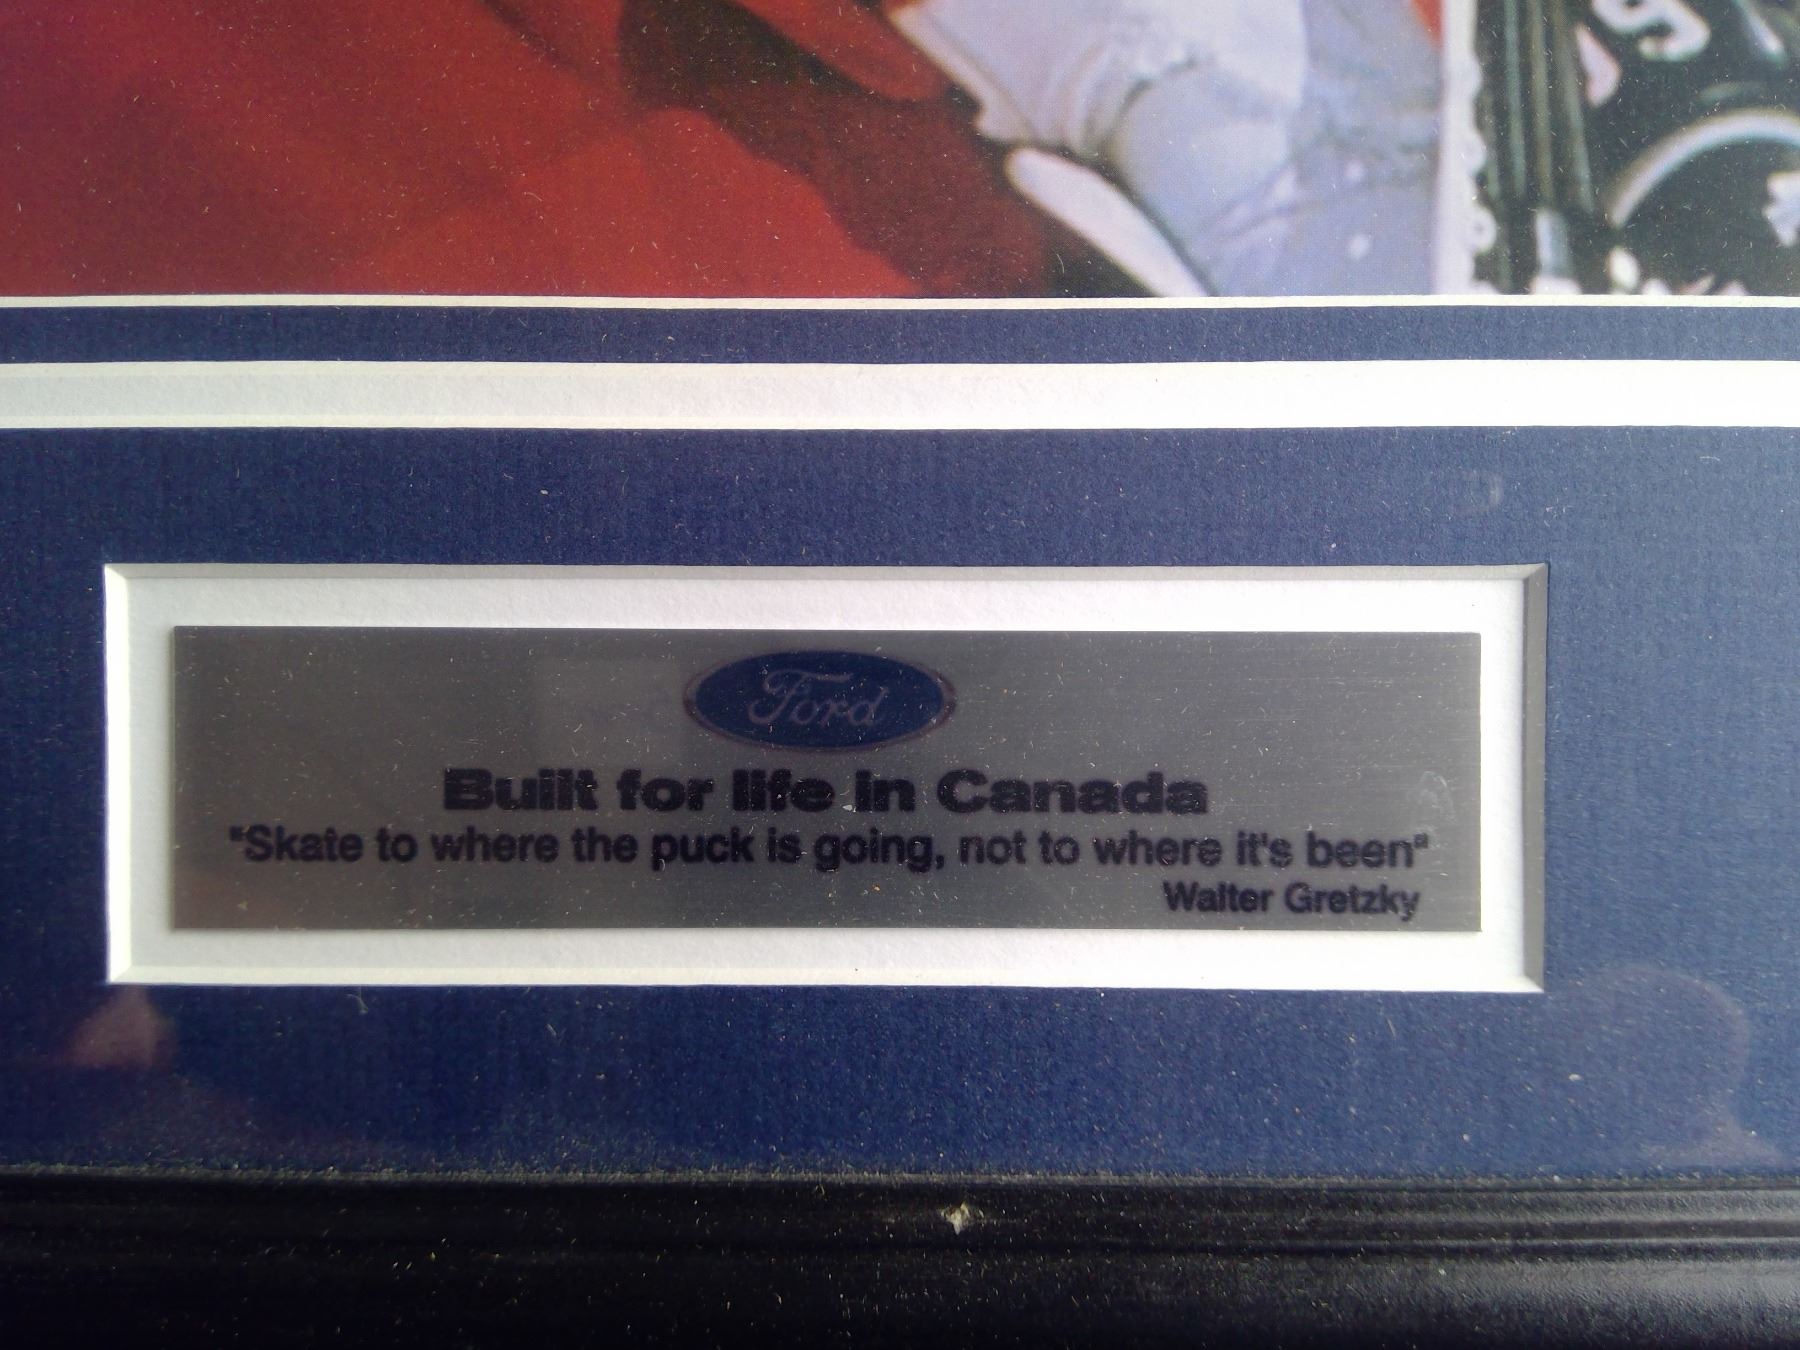 Ford
Built for life in Canada
"Skate to where the puck is going, not to where it's been"
Walter Gretzky